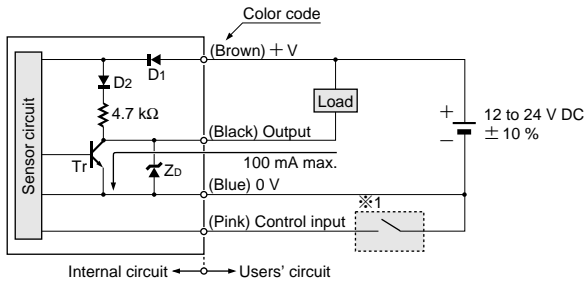 Color code
(Brown) + V
D1
D2
4.7 kΩ
Load
+
12 to 24 V DC
± 10 %
−
Sensor circuit
(Black) Output
Tr
ZD
100 mA max.
(Blue) 0 V
※1
(Pink) Control input
Internal circuit
Users' circuit